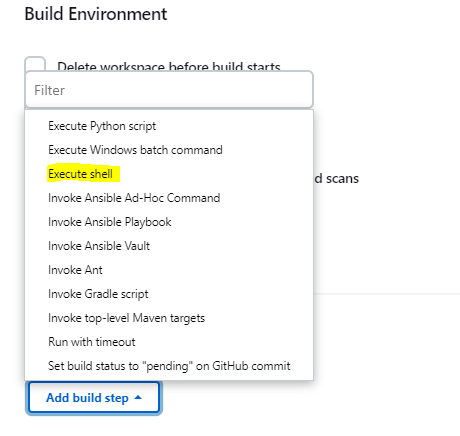 Build Environment
Delete workspace before build starts
Filter
Execute Python script
Execute Windows batch command
Execute shell
d scans
Invoke Ansible Ad-Hoc Command
Invoke Ansible Playbook
Invoke Ansible Vault
Invoke Ant
Invoke Gradle script
Invoke top-level Maven targets
Run with timeout
Set build status to "pending" on GitHub commit
Add build step